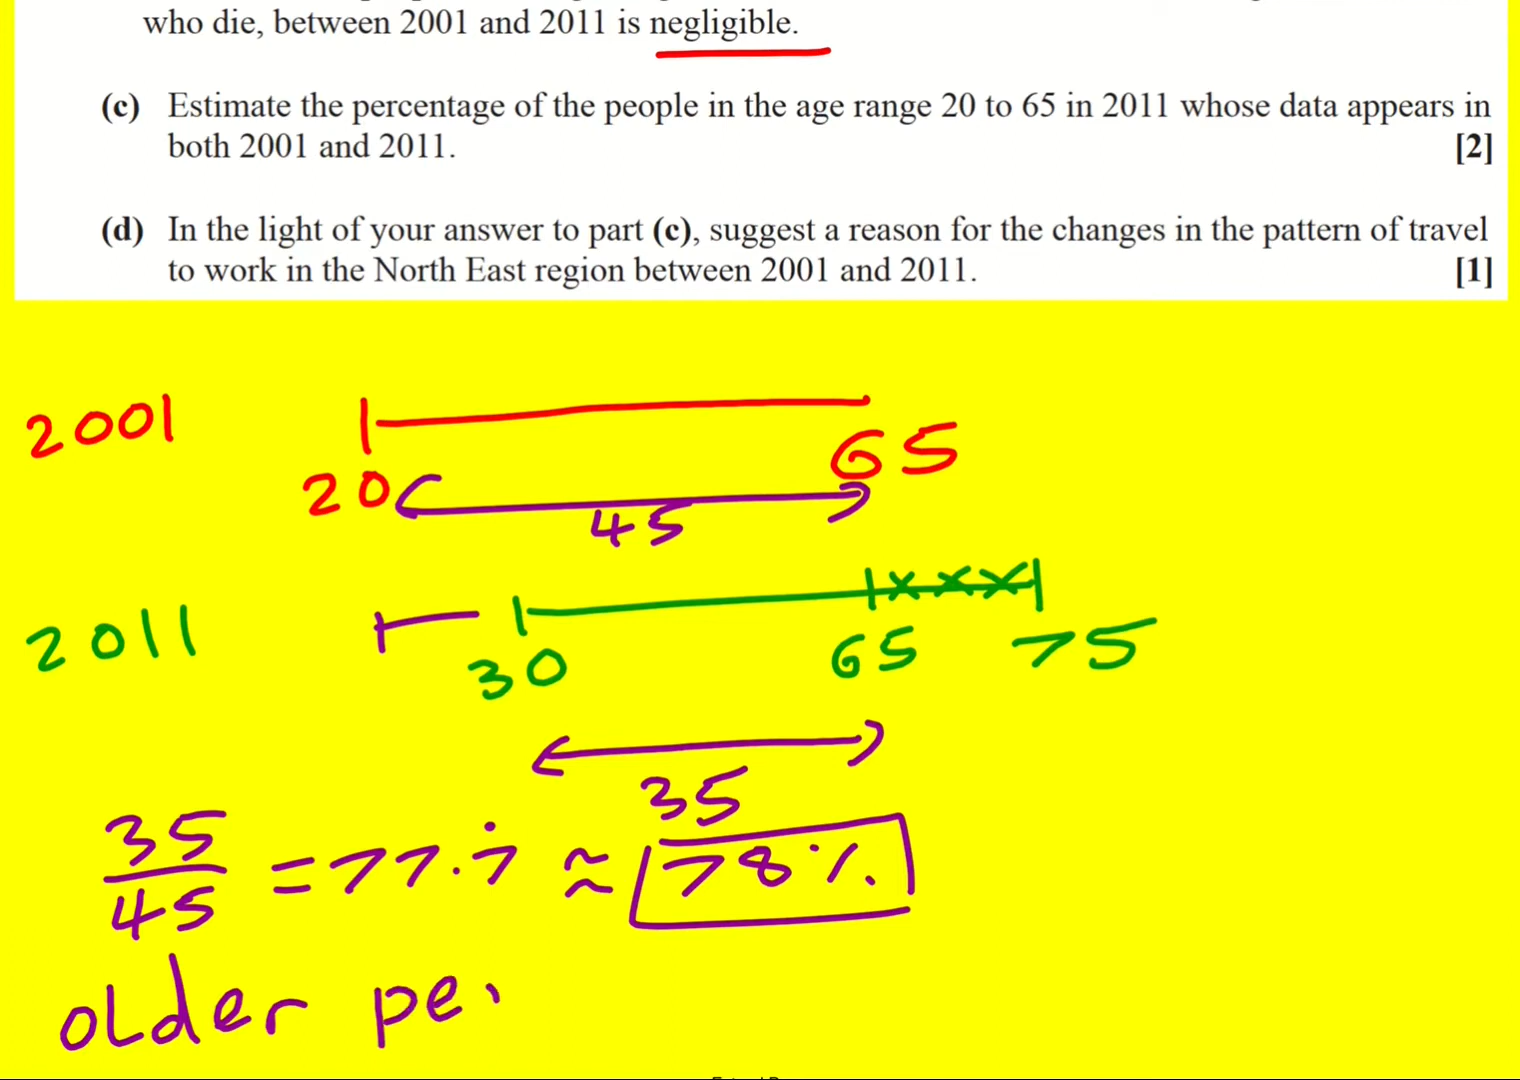 who die, between 2001 and 2011 is negligible.
(c) Estimate the percentage of the people in the age range 20 to 65 in 2011 whose data appears in
both 2001 and 2011. [2]
(d) In the light of your answer to part (c), suggest a reason for the changes in the pattern of travel
to work in the North East region between 2001 and 2011. [1]
2001
20 65
45
2011
30 65 75
35
35/45 = 77.7̇ ≈ 78%
older pe